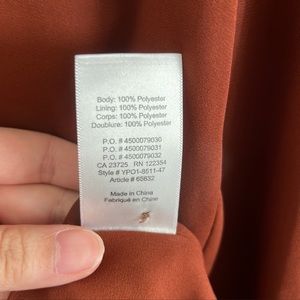 Body: 100% Polyester
Lining: 100% Polyester
Corps: 100% Polyester
Doublure: 100% Polyester
P.O. # 4500079030
P.O. # 4500079031
P.O. # 4500079032
CA 23725 RN 122354
Style # YPO1-8511-47
Article # 65832
Made in China
Fabriqué en Chine